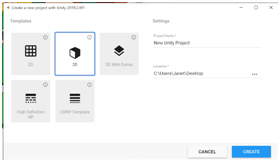 Create a new project with Unity 2019.2.6f1
Templates
Settings
2D
3D
3D With Extras
High Definition RP
LWRP Template
Project Name *
New Unity Project
Location *
C:\Users\Janet\Desktop
CANCEL
CREATE